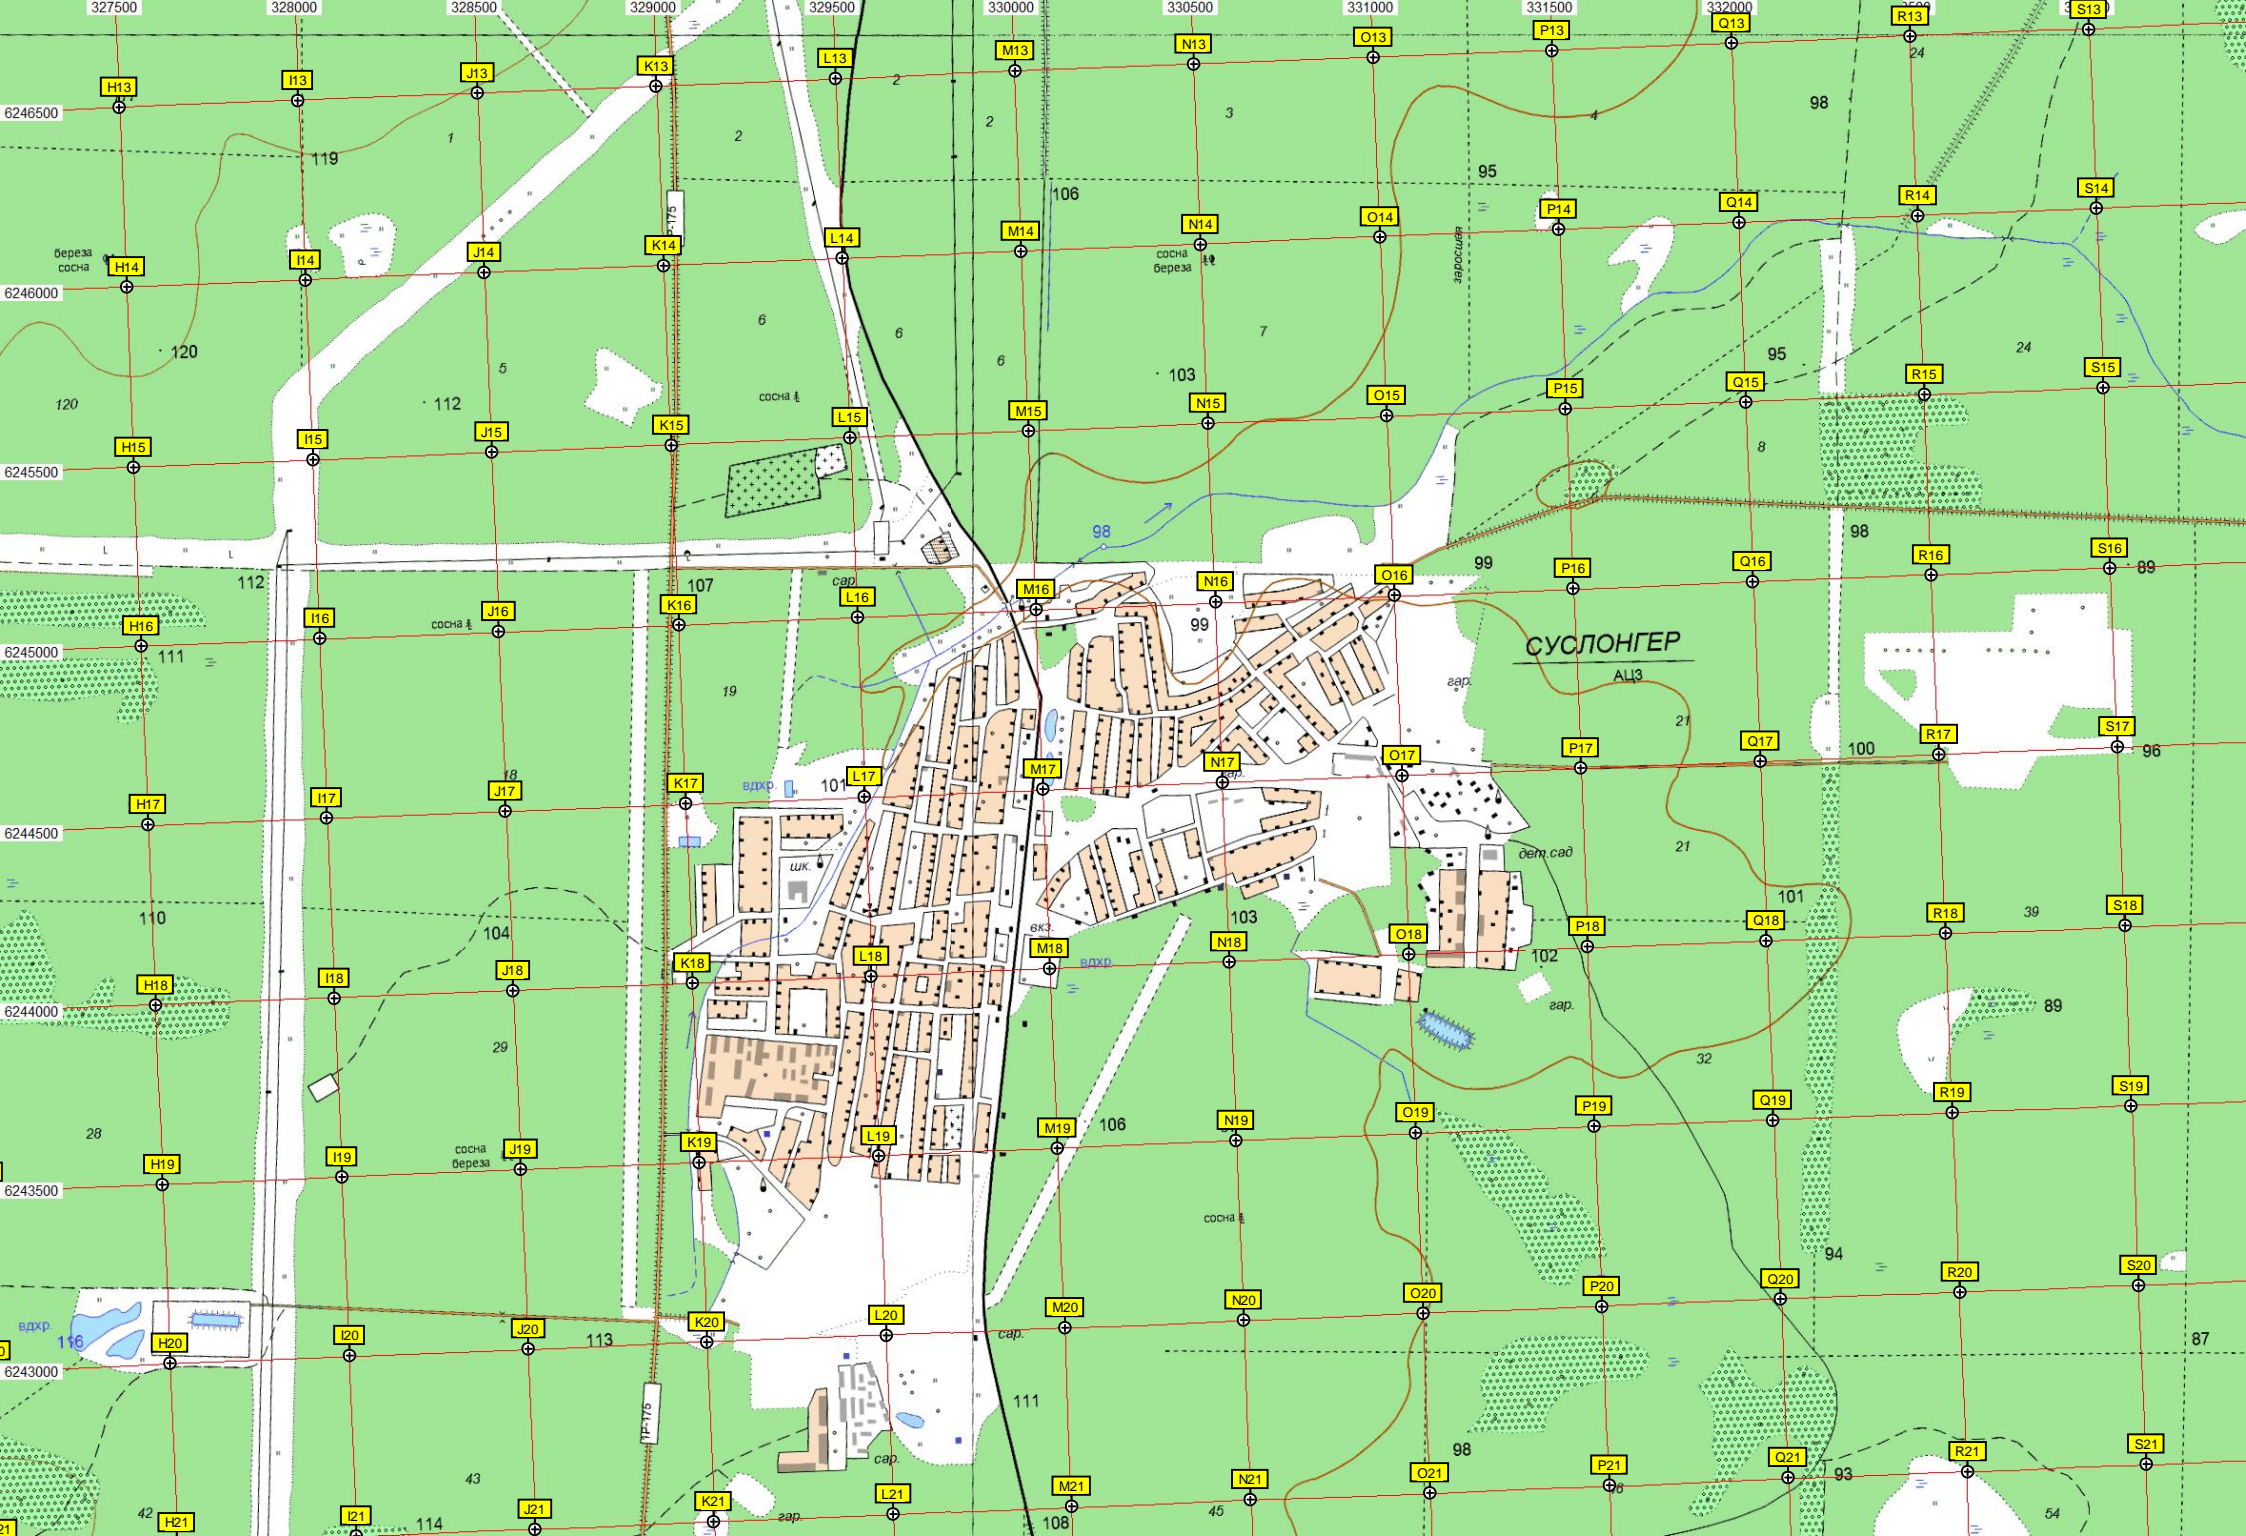 327500 328000 328500 329000 329500 330000 330500 331000 331500 332000
H13 I13 J13 K13 L13 M13 N13 O13 P13 Q13 R13 S13
24
2
98
6246500
1 2 2 3 4
119
95
106
Р-175
H14 I14 J14 K14 L14 M14 N14 O14 P14 Q14 R14 S14
береза
сосна
сосна
береза
заросший
6246000
6 6 6 7
120
103
95
24
5
120
112
сосна
H15 I15 J15 K15 L15 M15 N15 O15 P15 Q15 R15 S15
8
6245500
98
98
112
107
сар.
99
89
H16 I16 J16 K16 L16 M16 N16 O16 P16 Q16 R16 S16
сосна
99
6245000
111
СУСЛОНГЕР
АЦЗ
гар.
19
21
H17 I17 J17 K17 L17 M17 N17 O17 P17 Q17 R17 S17
100
96
18
вдхр.
101
гар.
6244500
21
шк.
дет.сад
101
110
104
103
39
вкз.
H18 I18 J18 K18 L18 M18 N18 O18 P18 Q18 R18 S18
вдхр.
102
гар.
89
6244000
29
32
28
106
H19 I19 J19 K19 L19 M19 N19 O19 P19 Q19 R19 S19
сосна
береза
6243500
сосна
94
H20 I20 J20 K20 L20 M20 N20 O20 P20 Q20 R20 S20
вдхр.
116
113
сар.
87
6243000
111
1Р-175
98
сар.
43
93
H21 I21 J21 K21 L21 M21 N21 O21 P21 Q21 R21 S21
42
114
гар.
108
45
54